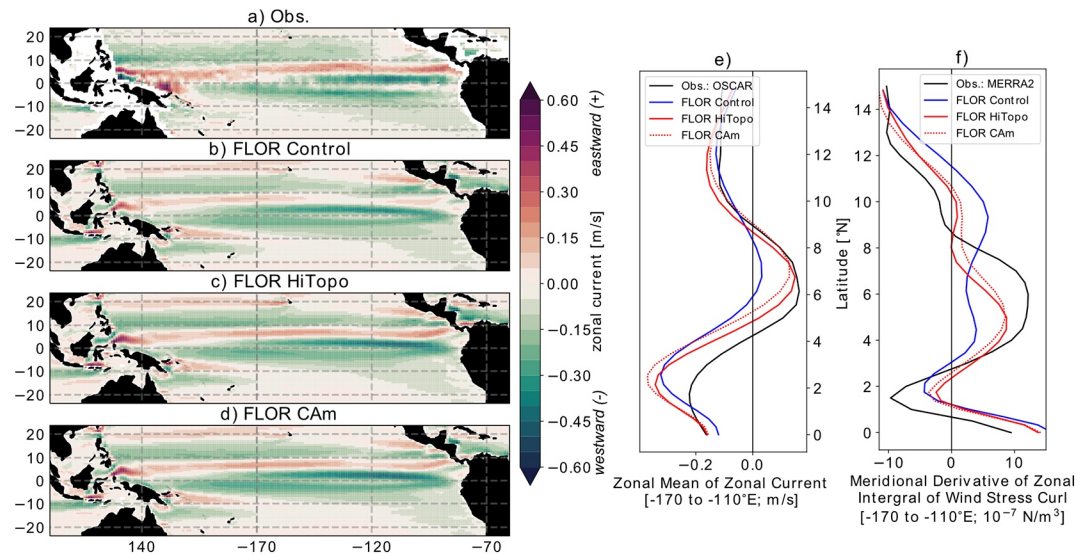 a) Obs.
20
10
0
−10
−20
b) FLOR Control
20
10
0
−10
−20
c) FLOR HiTopo
20
10
0
−10
−20
d) FLOR CAm
20
10
0
−10
−20
140
−170
−120
−70
0.60
0.45
0.30
0.15
0.00
−0.15
−0.30
−0.45
−0.60
eastward (+)
zonal current [m/s]
westward (-)
e)
Obs.: OSCAR
FLOR Control
FLOR HiTopo
FLOR CAm
14
12
10
8
6
4
2
0
−0.2
0.0
Zonal Mean of Zonal Current
[-170 to -110°E; m/s]
f)
Latitude [°N]
Obs.: MERRA2
FLOR Control
FLOR HiTopo
FLOR CAm
14
12
10
8
6
4
2
0
−10
0
10
Meridional Derivative of Zonal
Intergral of Wind Stress Curl
[-170 to -110°E; 10⁻⁷ N/m³]